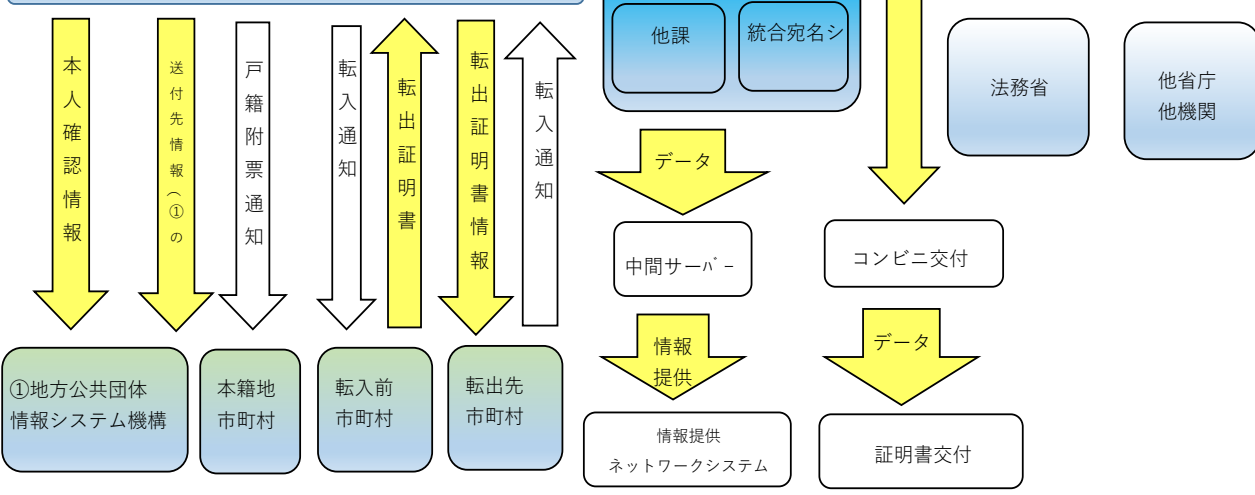 本人確認情報
送付先情報(①の
戸籍附票通知
転入通知
転出証明書
転出証明書情報
転入通知
他課
統合宛名シ
法務省
他省庁
他機関
データ
中間サーバー
コンビニ交付
情報
提供
データ
①地方公共団体
情報システム機構
本籍地
市町村
転入前
市町村
転出先
市町村
情報提供
ネットワークシステム
証明書交付